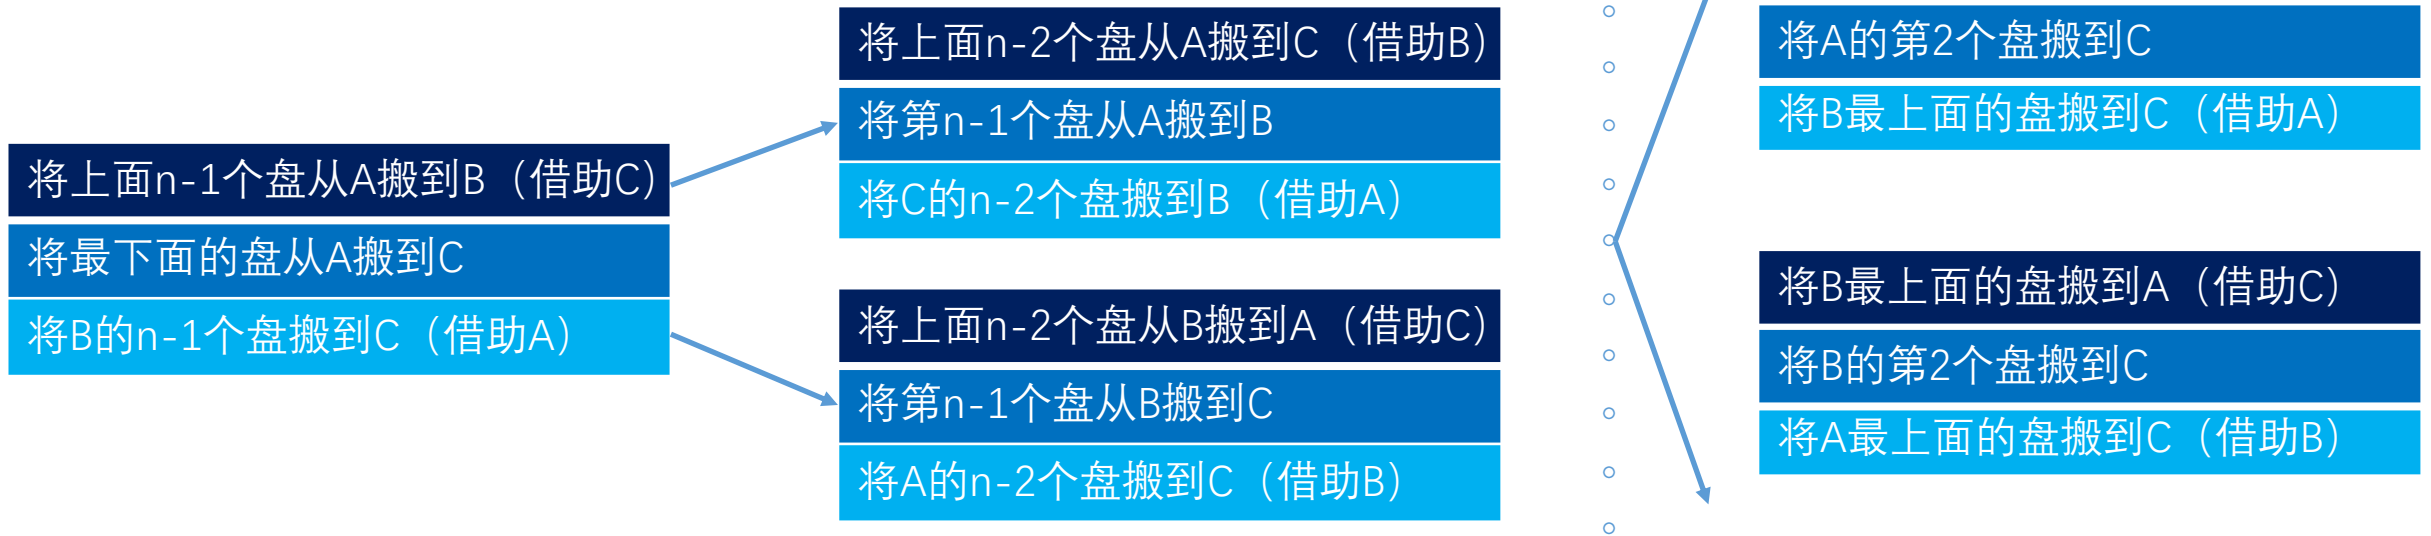 将上面n-1个盘从A搬到B（借助C）
将最下面的盘从A搬到C
将B的n-1个盘搬到C（借助A）
将上面n-2个盘从A搬到C（借助B）
将第n-1个盘从A搬到B
将C的n-2个盘搬到B（借助A）
将上面n-2个盘从B搬到A（借助C）
将第n-1个盘从B搬到C
将A的n-2个盘搬到C（借助B）
将A的第2个盘搬到C
将B最上面的盘搬到C（借助A）
将B最上面的盘搬到A（借助C）
将B的第2个盘搬到C
将A最上面的盘搬到C（借助B）